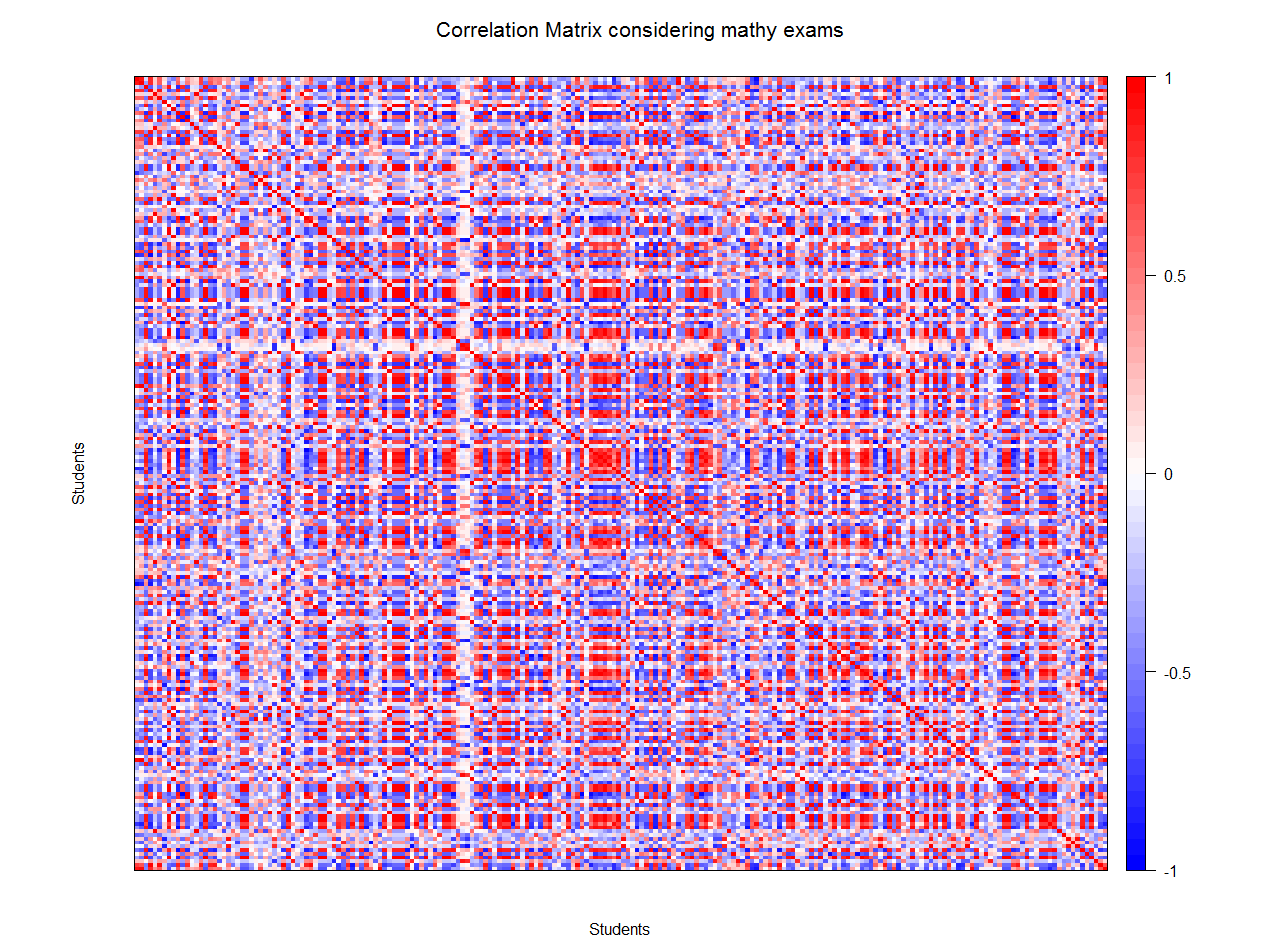 Correlation Matrix considering mathy exams
1
0.5
0
-0.5
-1
Students
Students